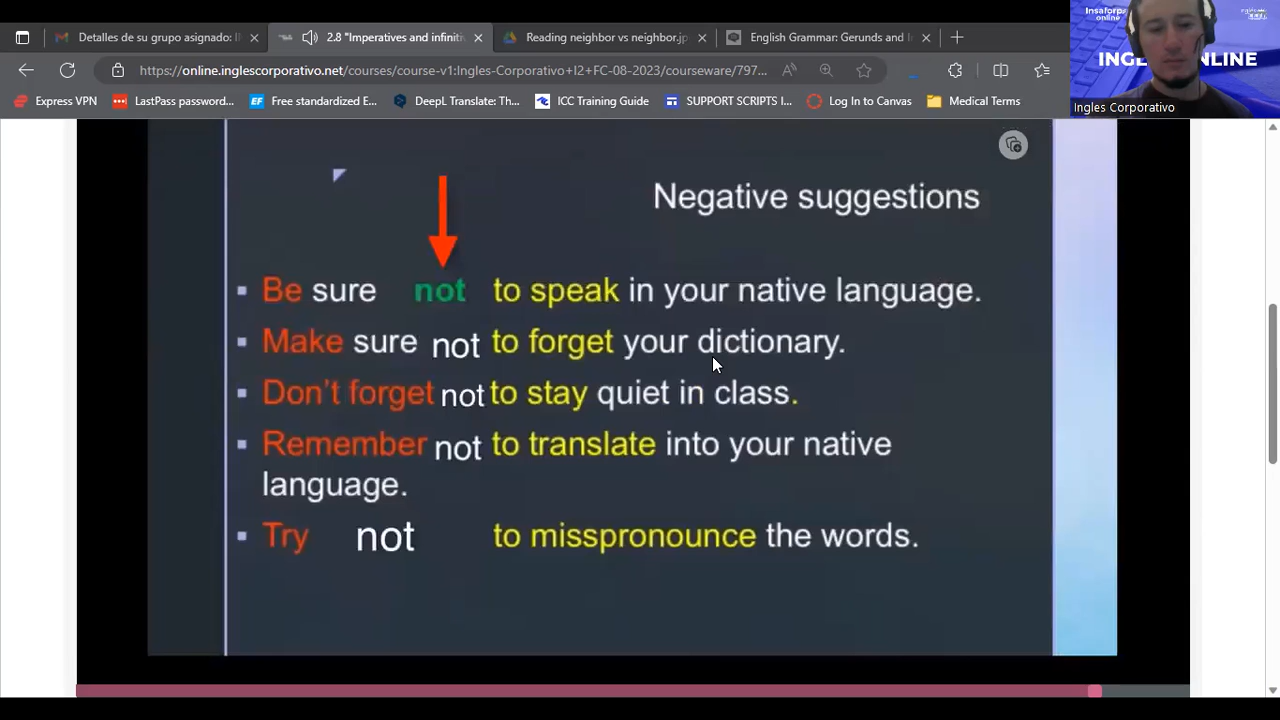 Detalles de su grupo asignado: I
2.8 "Imperatives and infiniti
Reading neighbor vs neighbor.jp
English Grammar: Gerunds and I
Insaforp
online
https://online.inglescorporativo.net/courses/course-v1:Ingles-Corporativo+I2+FC-08-2023/courseware/797...
ING
ONLINE
Express VPN
LastPass password...
Free standardized E...
DeepL Translate: Th...
ICC Training Guide
SUPPORT SCRIPTS I...
Log In to Canvas
Medical Terms
Ingles Corporativo
Negative suggestions
Be sure not to speak in your native language.
Make sure not to forget your dictionary.
Don't forget not to stay quiet in class.
Remember not to translate into your native
language.
Try not to misspronounce the words.